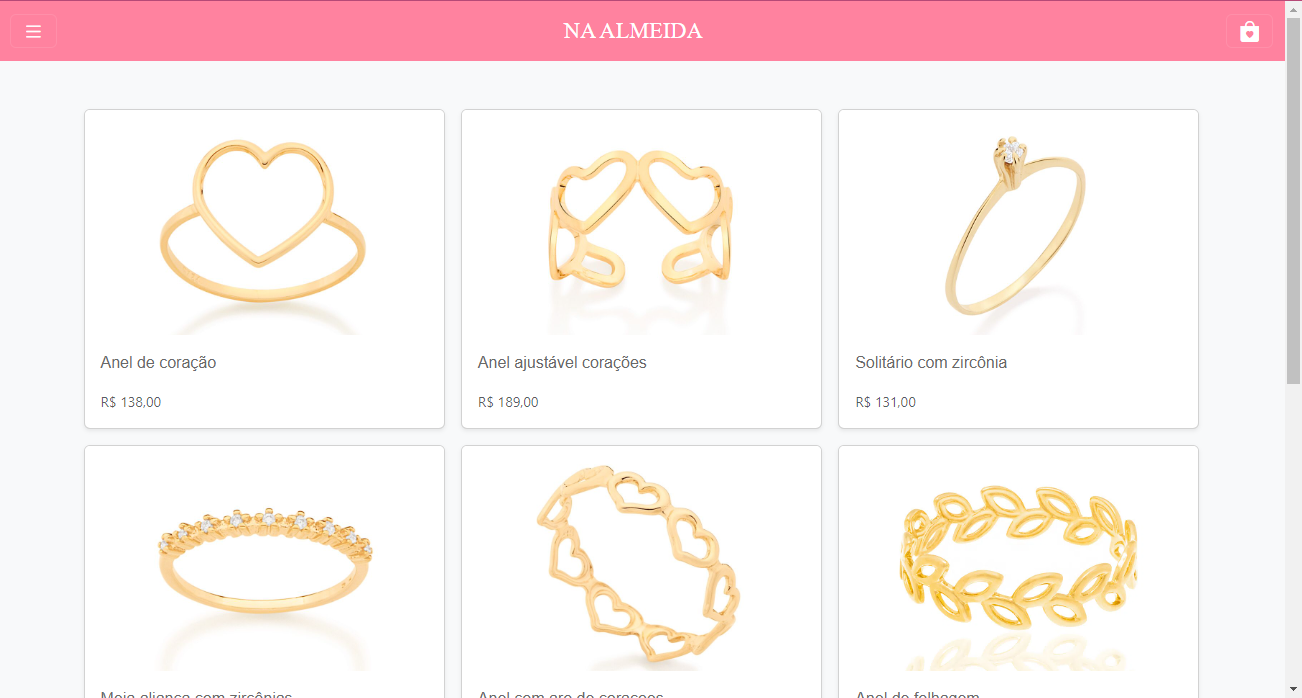 NA ALMEIDA
Anel de coração
Anel ajustável corações
Solitário com zircônia
R$ 138,00
R$ 189,00
R$ 131,00
Meia aliança com zircônias
Anel com aro de coraçoes
Anel de folhagem